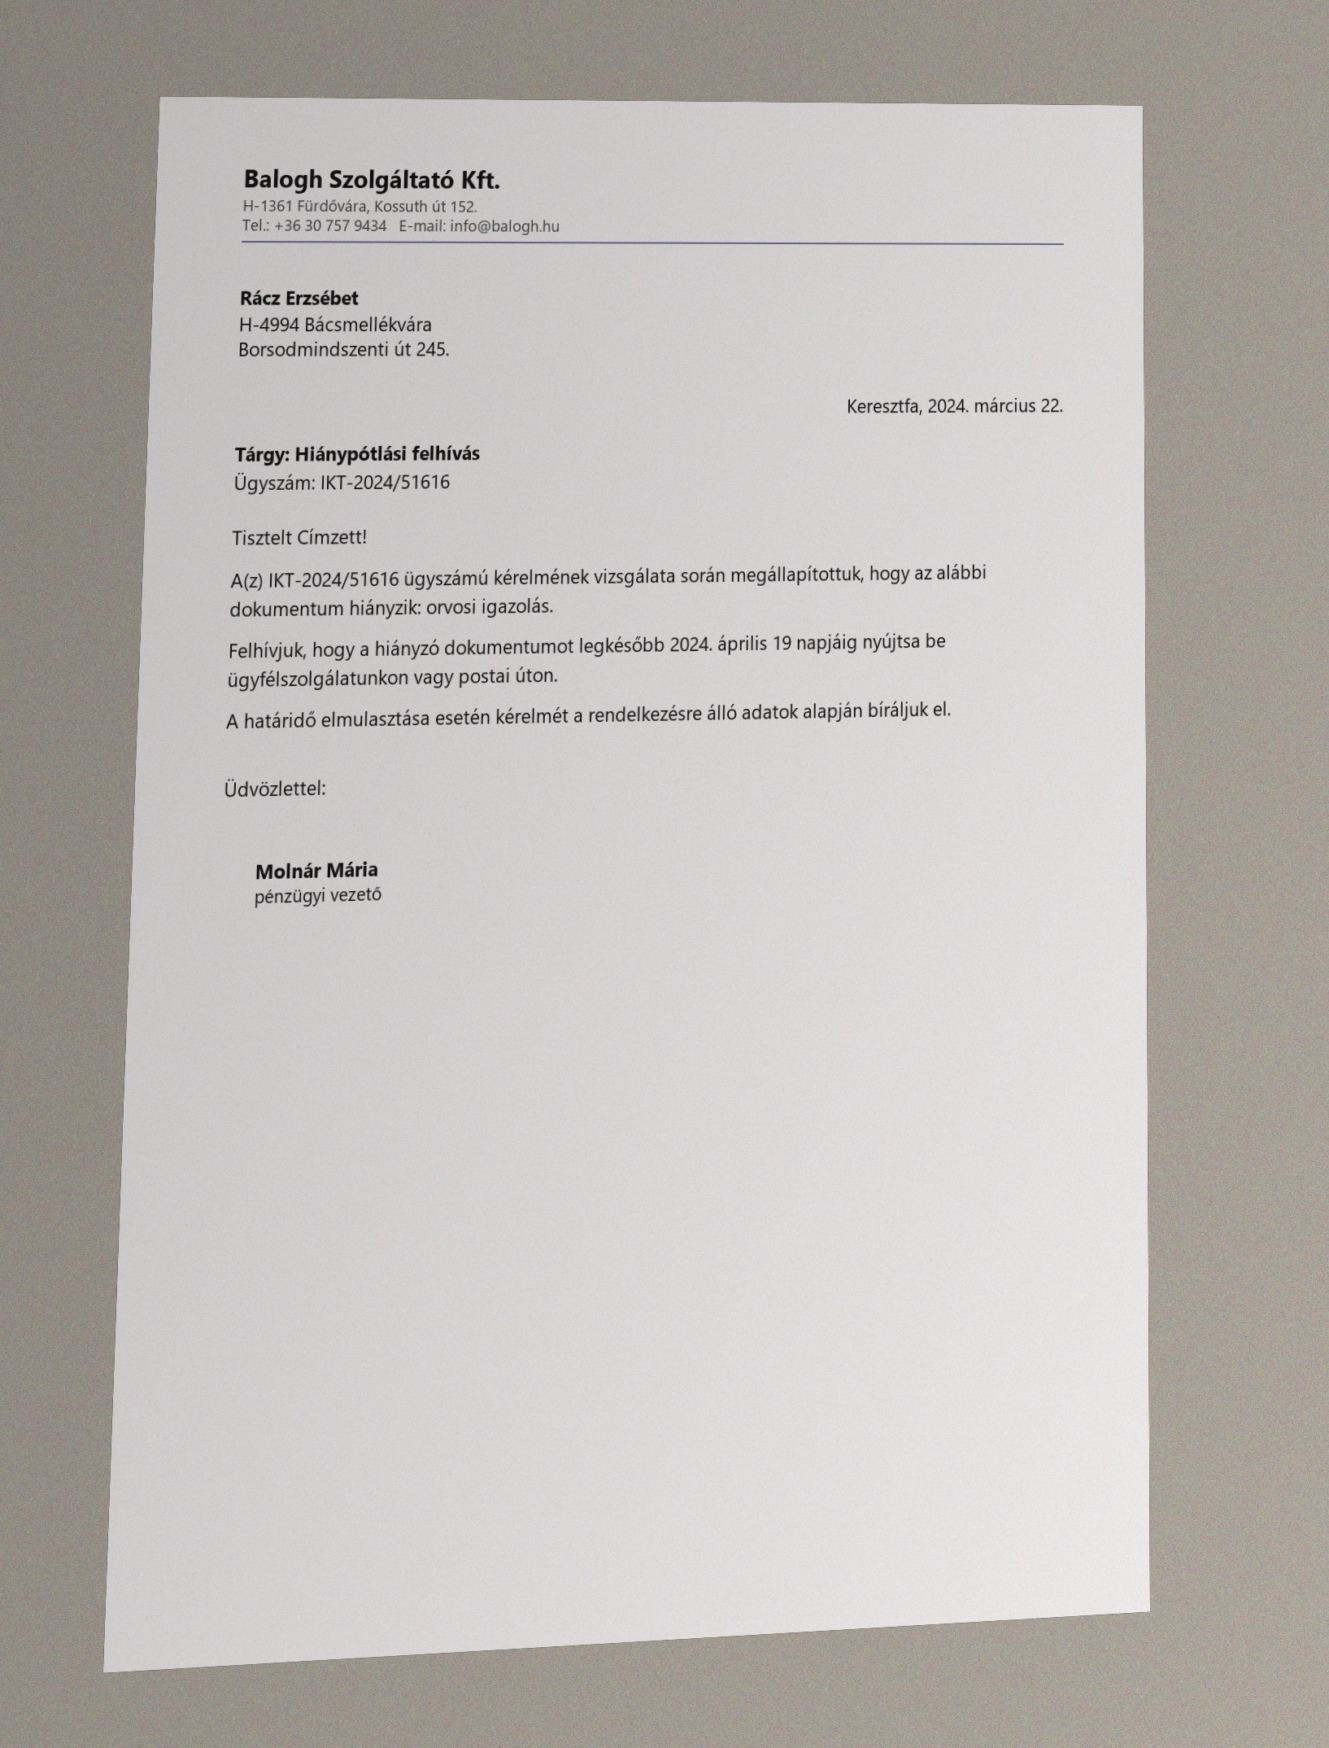 Balogh Szolgáltató Kft.
H-1361 Fürdővára, Kossuth út 152.
Tel.: +36 30 757 9434 E-mail: info@balogh.hu
Rácz Erzsébet
H-4994 Bácsmellékvára
Borsodmindszenti út 245.
Keresztfa, 2024. március 22.
Tárgy: Hiánypótlási felhívás
Ügyszám: IKT-2024/51616
Tisztelt Címzett!
A(z) IKT-2024/51616 ügyszámú kérelmének vizsgálata során megállapítottuk, hogy az alábbi
dokumentum hiányzik: orvosi igazolás.
Felhívjuk, hogy a hiányzó dokumentumot legkésőbb 2024. április 19 napjáig nyújtsa be
ügyfélszolgálatunkon vagy postai úton.
A határidő elmulasztása esetén kérelmét a rendelkezésre álló adatok alapján bíráljuk el.
Üdvözlettel:
Molnár Mária
pénzügyi vezető